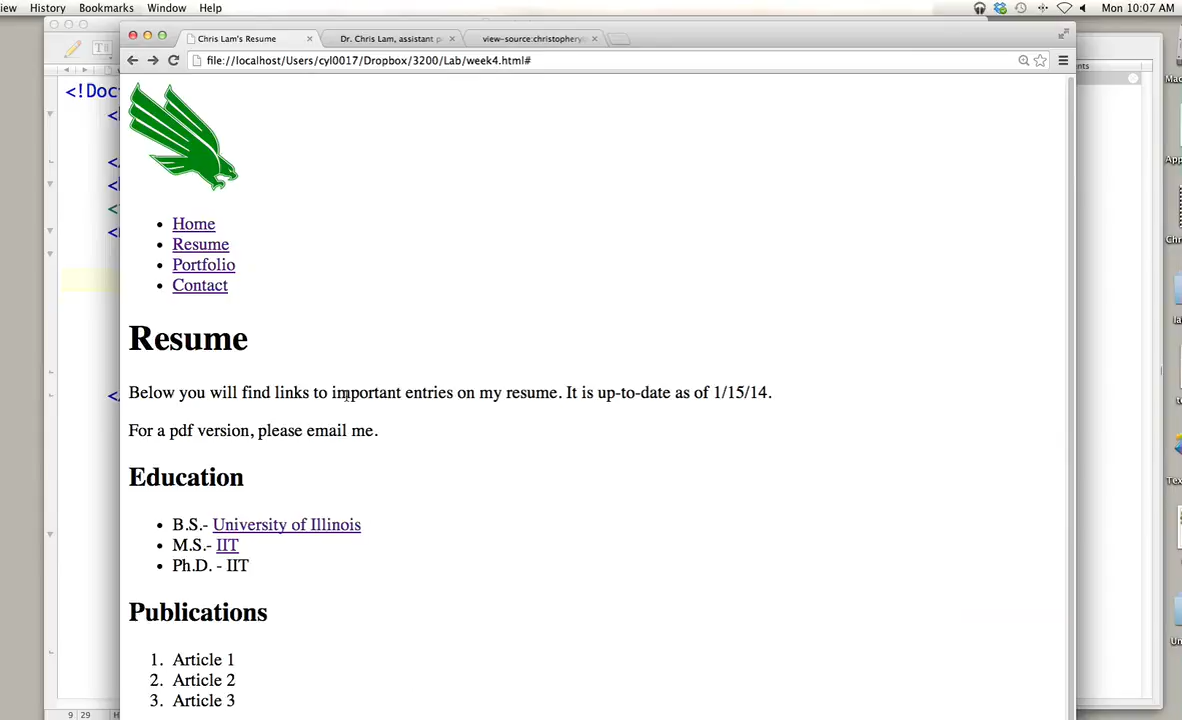 iew History Bookmarks Window Help Mon 10:07 AM
Chris Lam's Resume Dr. Chris Lam, assistant p view-source:christophery
file://localhost/Users/cyl0017/Dropbox/3200/Lab/week4.html#
<!Doc
Home
Resume
Portfolio
Contact
Resume
Below you will find links to important entries on my resume. It is up-to-date as of 1/15/14.
For a pdf version, please email me.
Education
B.S.- University of Illinois
M.S.- IIT
Ph.D. - IIT
Publications
1. Article 1
2. Article 2
3. Article 3
9 29